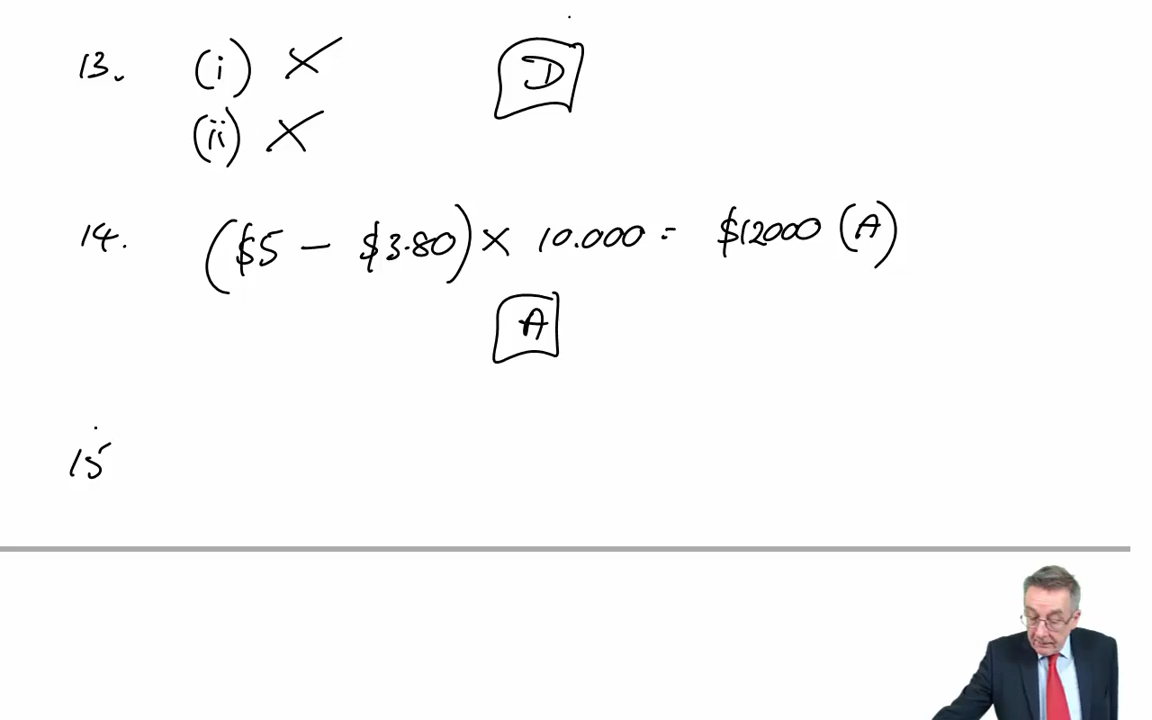 13. (i) ✗ D
(ii) ✗
14. ($5 - $3.80) × 10.000 = $12000 (A)
A
15